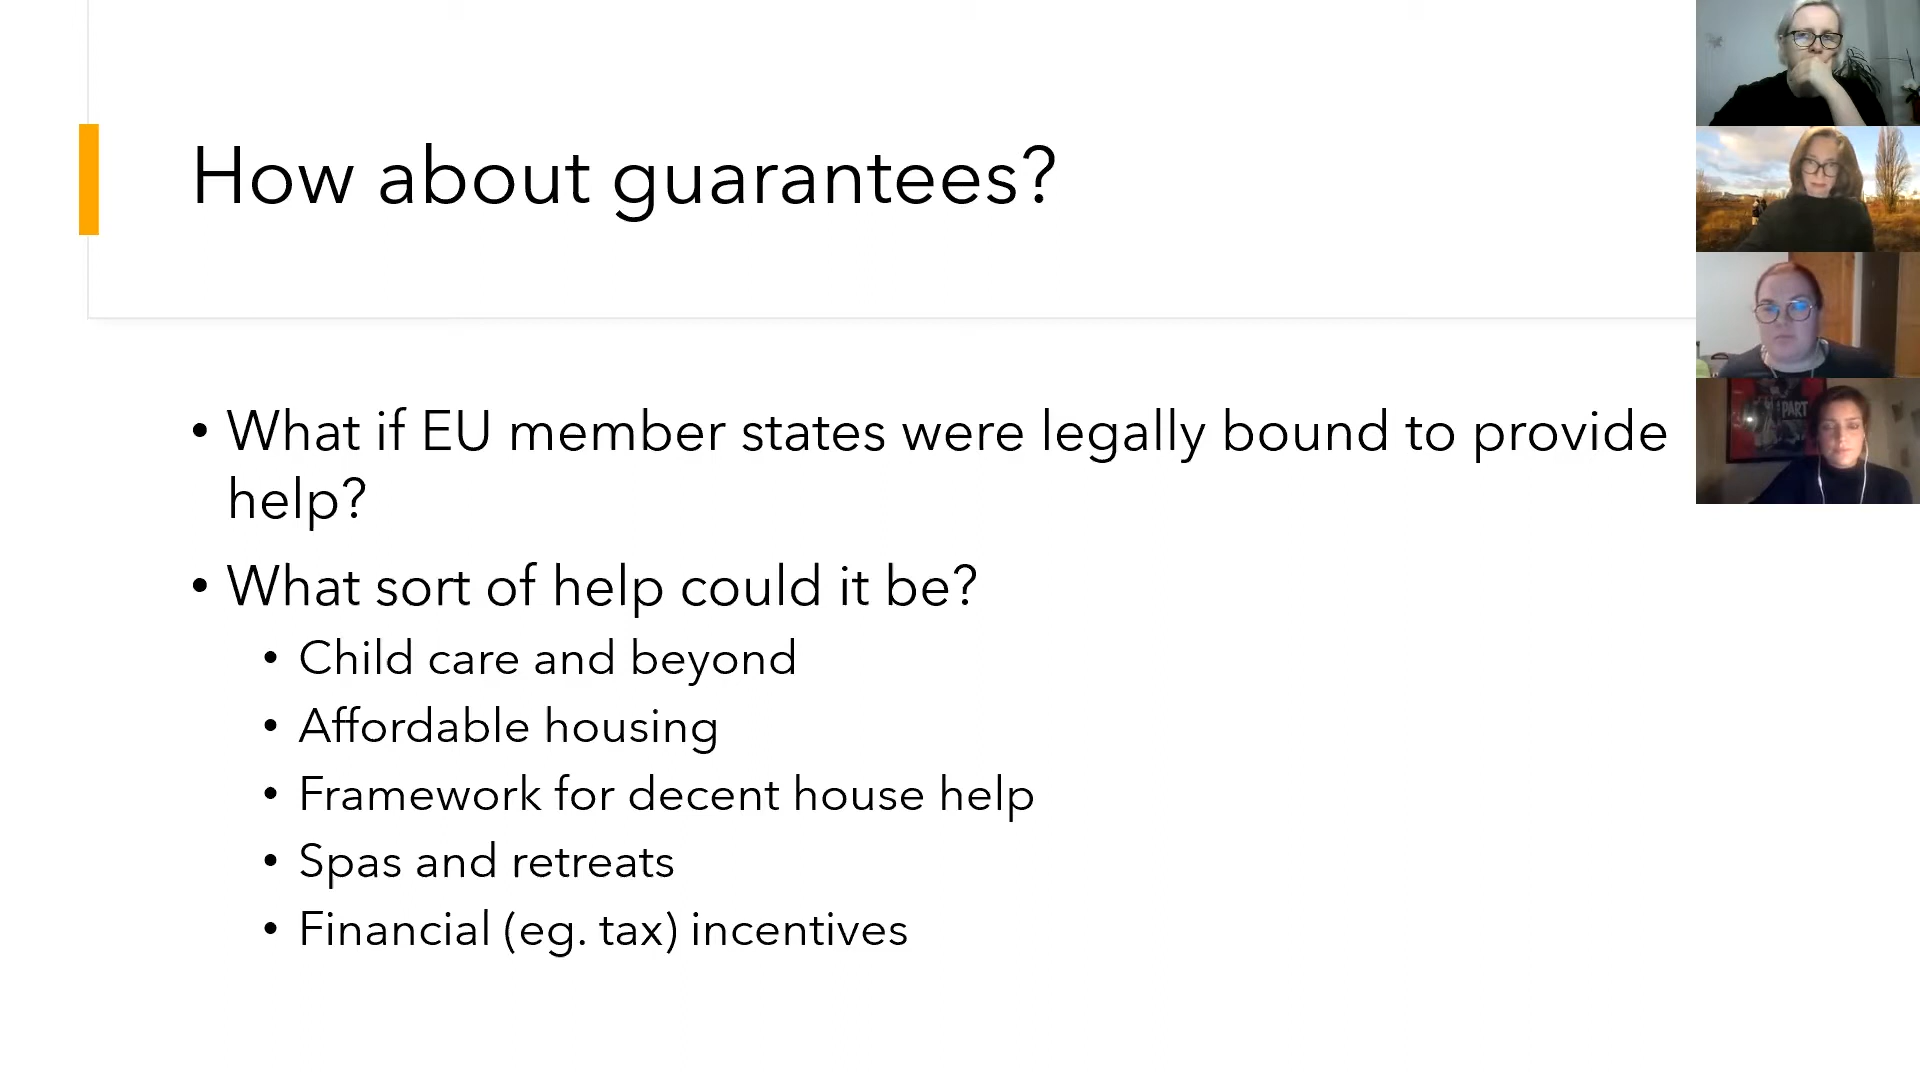 How about guarantees?
• What if EU member states were legally bound to provide
help?
• What sort of help could it be?
• Child care and beyond
• Affordable housing
• Framework for decent house help
• Spas and retreats
• Financial (eg. tax) incentives
PART